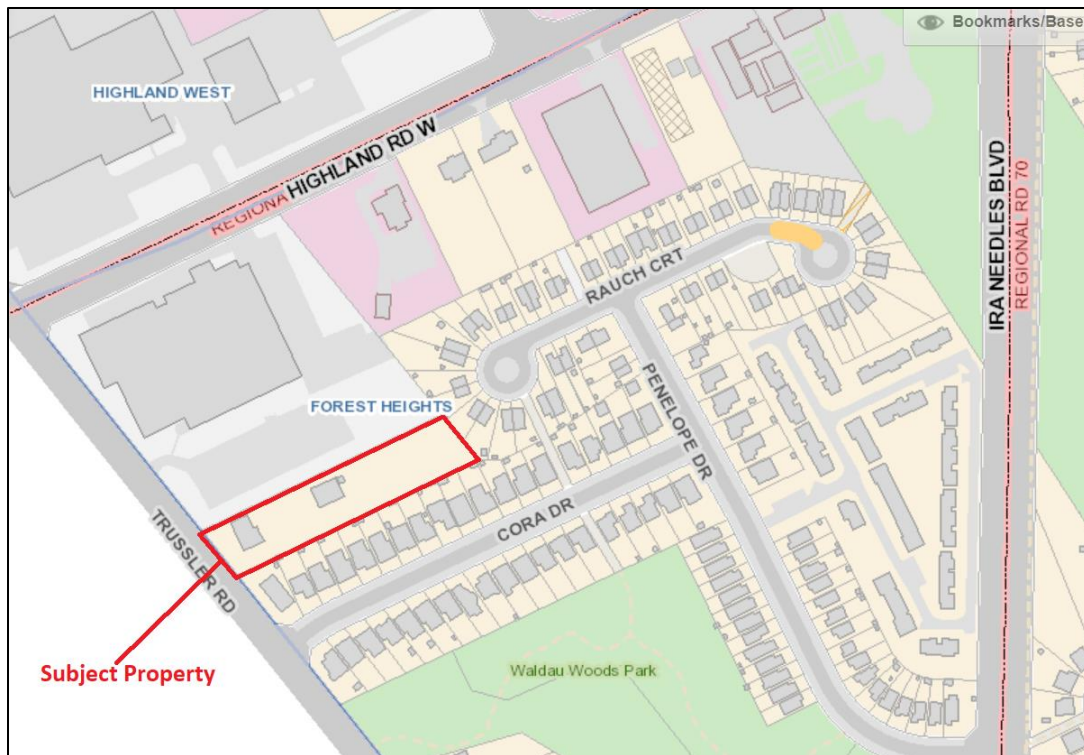 Bookmarks/Base
HIGHLAND WEST
REGIONA
HIGHLAND RD W
IRA NEEDLES BLVD
REGIONAL RD 70
RAUCH CRT
PENELOPE DR
FOREST HEIGHTS
CORA DR
TRUSSLER RD
Subject Property
Waldau Woods Park